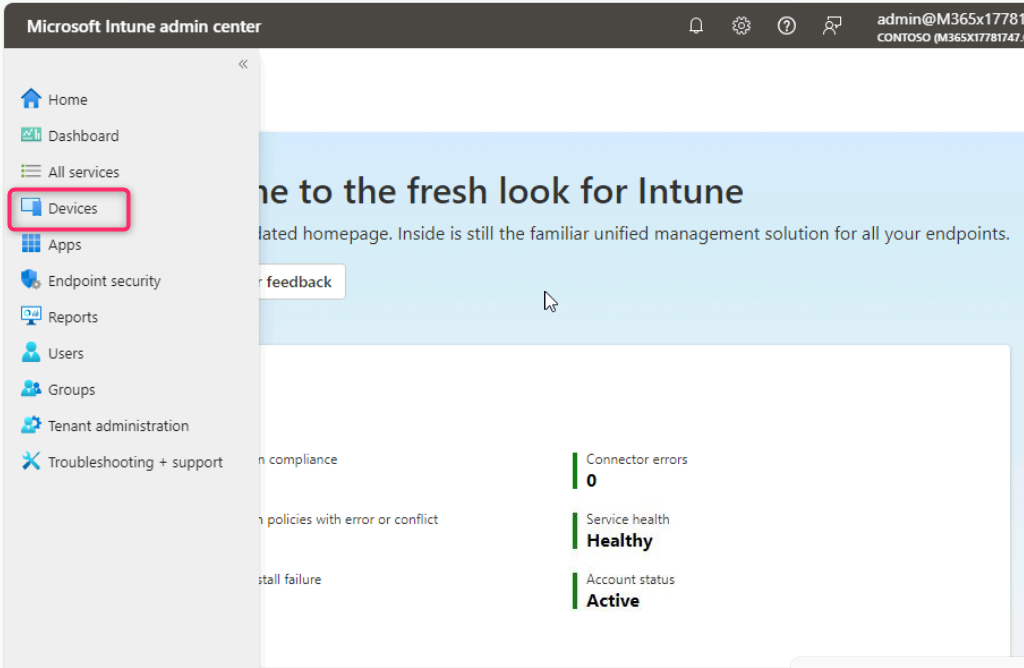 Microsoft Intune admin center
admin@M365x17781
CONTOSO (M365X17781747.
Home
Dashboard
All services
Devices
Apps
Endpoint security
Reports
Users
Groups
Tenant administration
Troubleshooting + support
ne to the fresh look for Intune
dated homepage. Inside is still the familiar unified management solution for all your endpoints.
r feedback
n compliance
Connector errors
0
n policies with error or conflict
Service health
Healthy
stall failure
Account status
Active